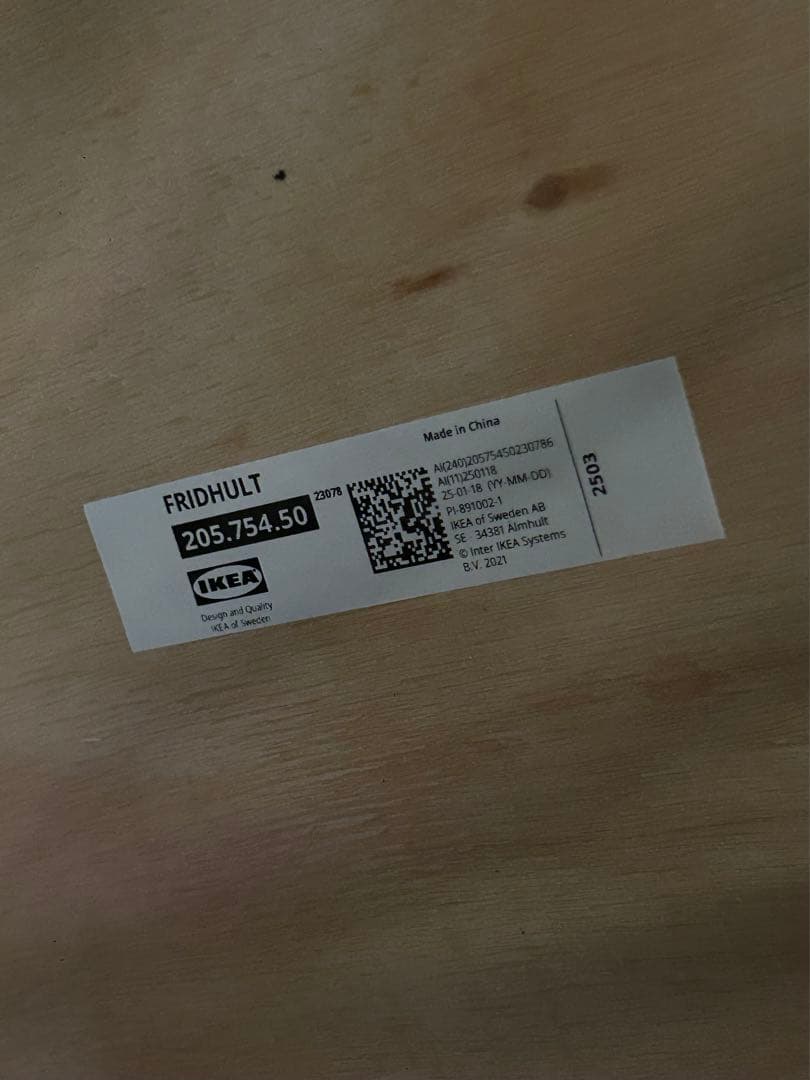 FRIDHULT
205.754.50
23078
IKEA
Design and Quality
IKEA of Sweden
Made in China
AI(240)20575450230786
AI(11)250118
25-01-18 (YY-MM-DD)
PI-891002-1
IKEA of Sweden AB
SE - 34381 Älmhult
© Inter IKEA Systems
B.V. 2021
2503